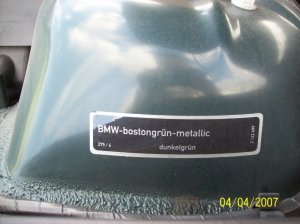 BMW-bostongrün-metallic
275/6
dunkelgrün
04/04/2007